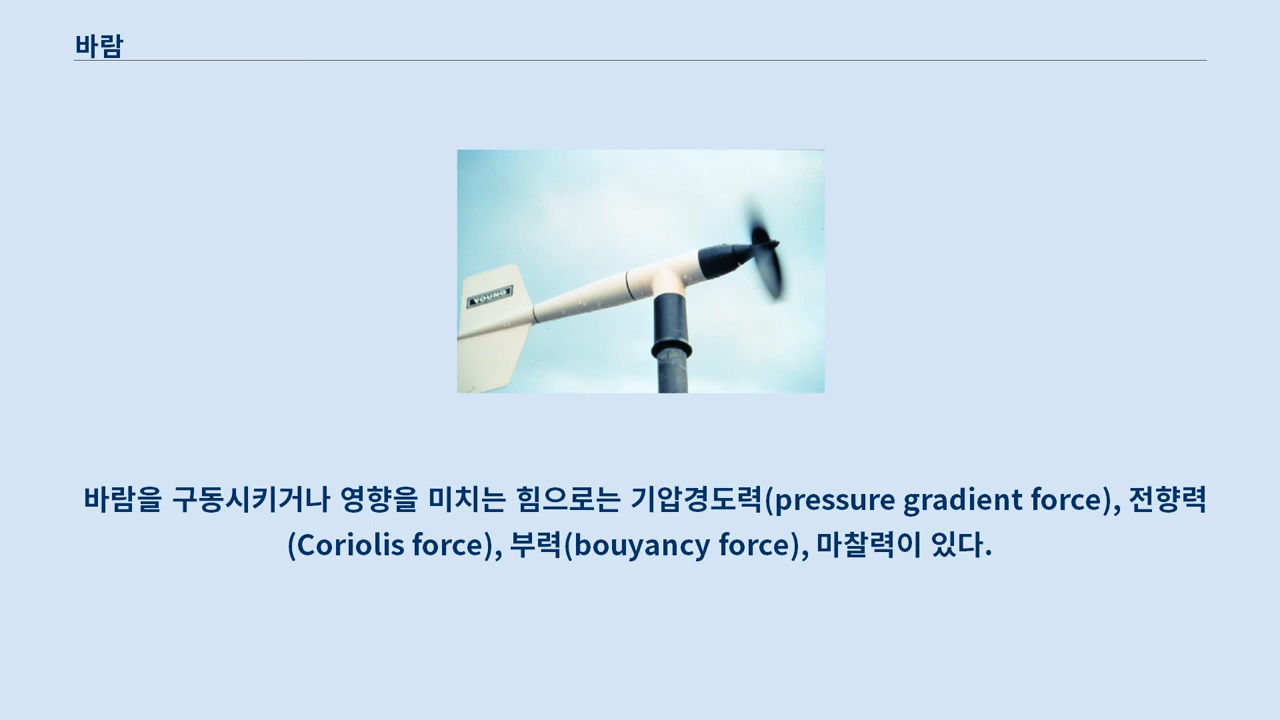 바람
YOUNG
바람을 구동시키거나 영향을 미치는 힘으로는 기압경도력(pressure gradient force), 전향력
(Coriolis force), 부력(bouyancy force), 마찰력이 있다.